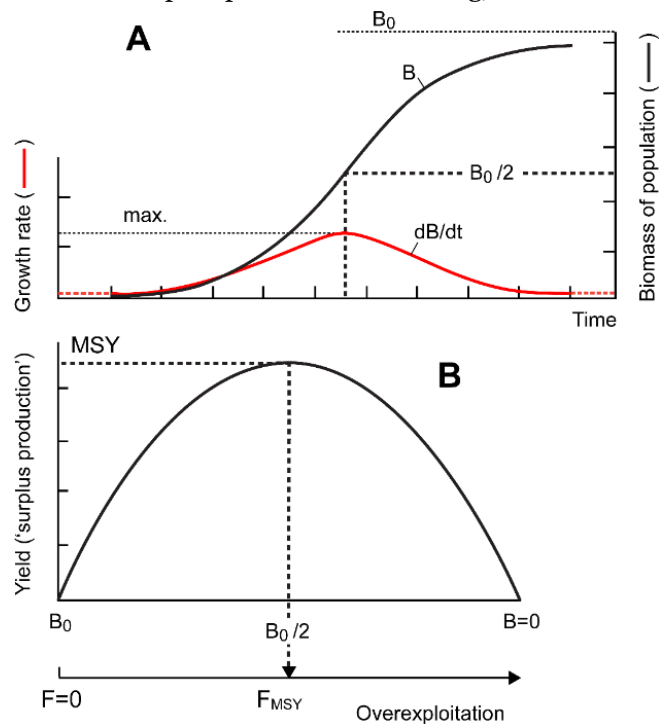 A
B₀
B
B₀/2
max.
dB/dt
Growth rate ( — )
Biomass of population ( — )
Time
MSY
B
Yield ('surplus production')
B₀
B₀/2
B=0
F=0
F_MSY
Overexploitation